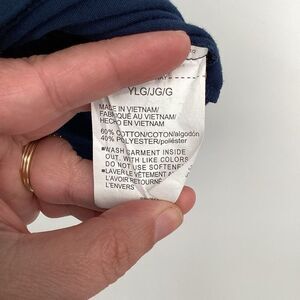 YLG/JG/G
MADE IN VIETNAM/
FABRIQUÉ AU VIETNAM/
HECHO EN VIETNAM
60% COTTON/COTON/algodón
40% POLYESTER/poliéster
■WASH GARMENT INSIDE
OUT, WITH LIKE COLORS
DO NOT USE SOFTENER
■LAVER LE VÊTEMENT À
L'AVOIR RETOURNÉ
L'ENVERS